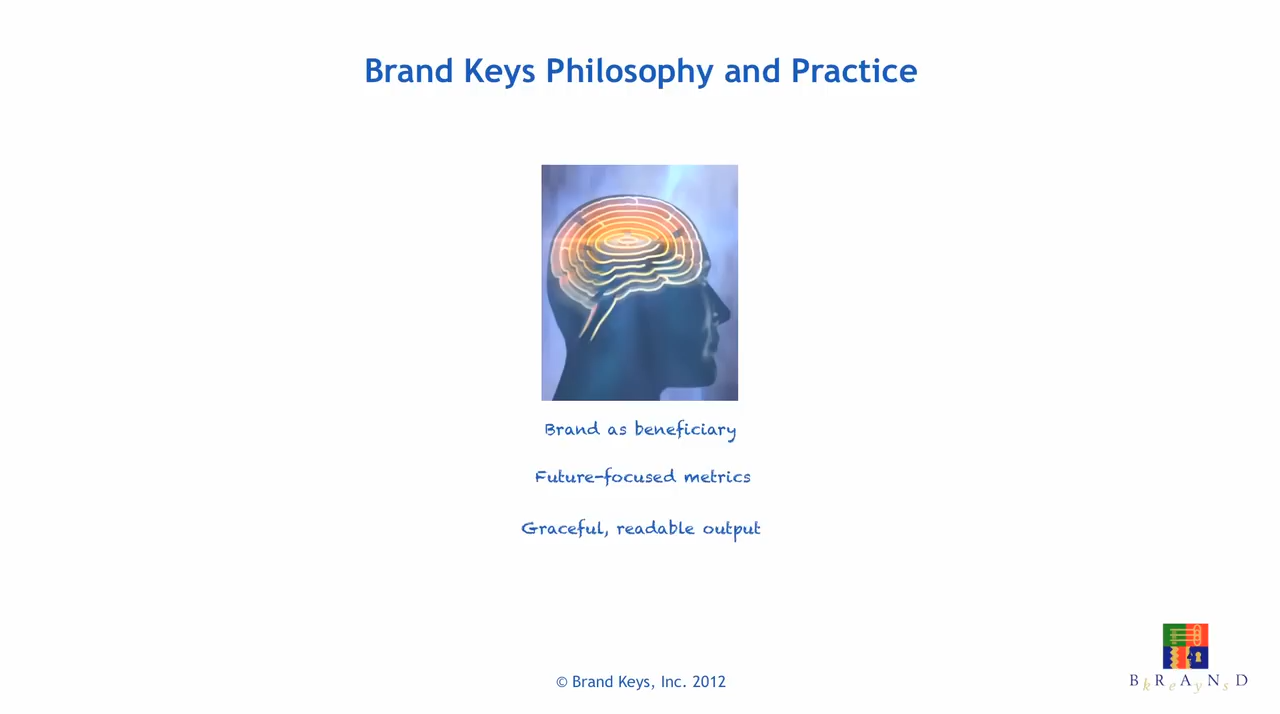 Brand Keys Philosophy and Practice
Brand as beneficiary
Future-focused metrics
Graceful, readable output
© Brand Keys, Inc. 2012
BkReAyNsD